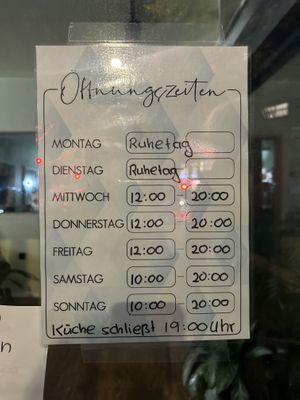 Öffnungszeiten
MONTAG Ruhetag
DIENSTAG Ruhetag
MITTWOCH 12:00 20:00
DONNERSTAG 12:00 20:00
FREITAG 12:00 20:00
SAMSTAG 10:00 20:00
SONNTAG 10:00 20:00
Küche schließt 19:00 Uhr
n